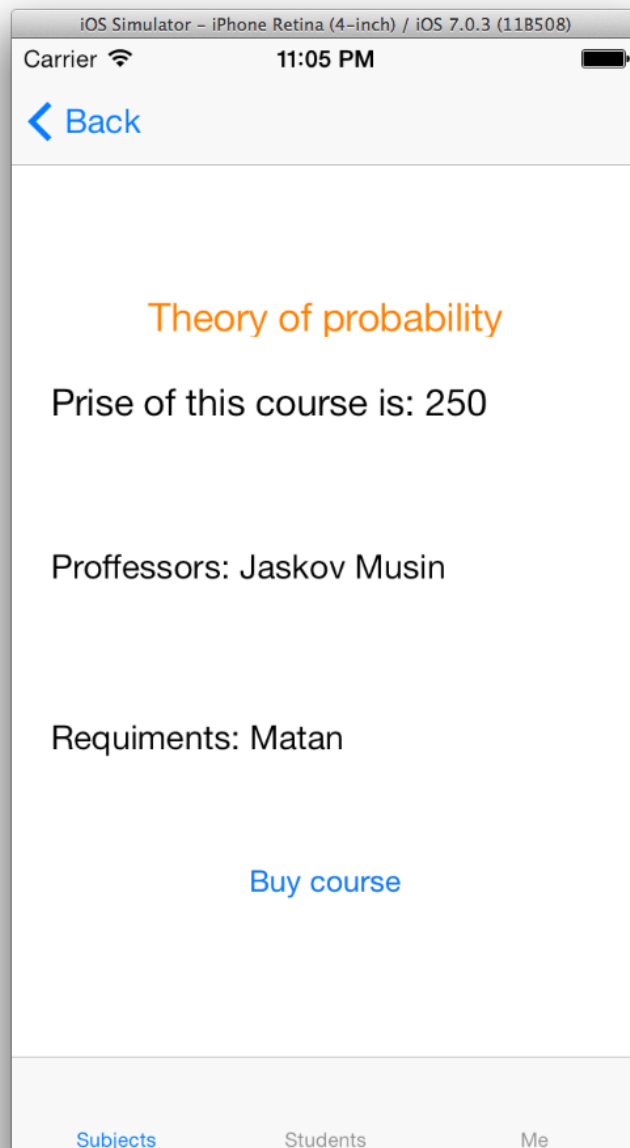 iOS Simulator – iPhone Retina (4-inch) / iOS 7.0.3 (11B508)
Carrier 11:05 PM
Back
Theory of probability
Prise of this course is: 250
Proffessors: Jaskov Musin
Requiments: Matan
Buy course
Subjects Students Me